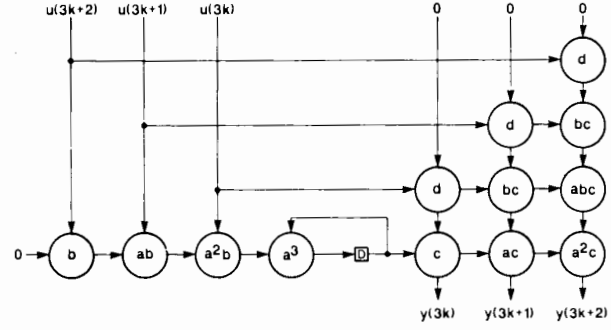 u(3k+2) u(3k+1) u(3k) 0 0 0
d
d bc
d bc abc
0 b ab a²b a³ D c ac a²c
y(3k) y(3k+1) y(3k+2)